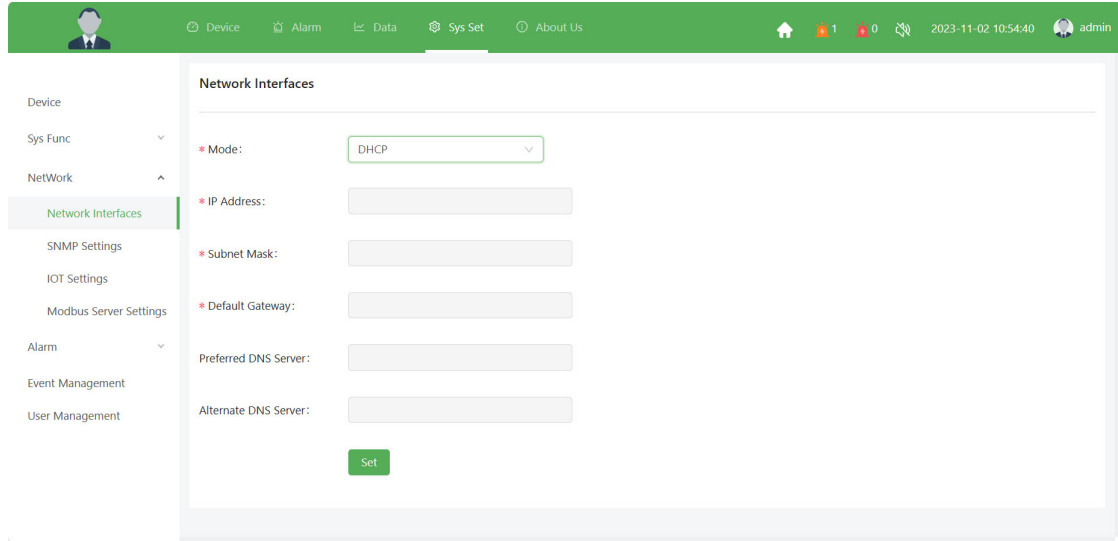 Device Alarm Data Sys Set About Us 1 0 2023-11-02 10:54:40 admin
Network Interfaces
Device
Sys Func
* Mode: DHCP
NetWork
* IP Address:
Network Interfaces
SNMP Settings
* Subnet Mask:
IOT Settings
* Default Gateway:
Modbus Server Settings
Alarm
Preferred DNS Server:
Event Management
Alternate DNS Server:
User Management
Set